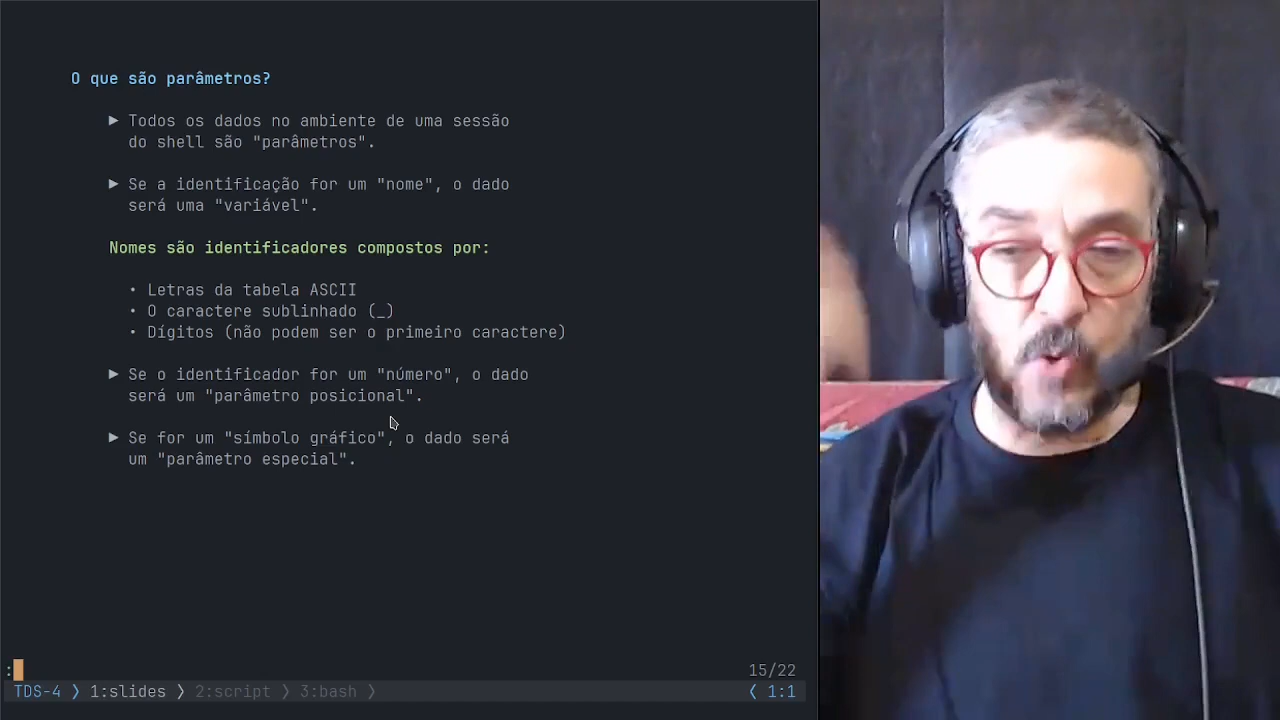 O que são parâmetros?
► Todos os dados no ambiente de uma sessão
do shell são "parâmetros".
► Se a identificação for um "nome", o dado
será uma "variável".
Nomes são identificadores compostos por:
• Letras da tabela ASCII
• O caractere sublinhado (_)
• Dígitos (não podem ser o primeiro caractere)
► Se o identificador for um "número", o dado
será um "parâmetro posicional".
► Se for um "símbolo gráfico", o dado será
um "parâmetro especial".
: 15/22
TDS-4 ❯ 1:slides ❯ 2:script ❯ 3:bash ❯ ❮ 1:1